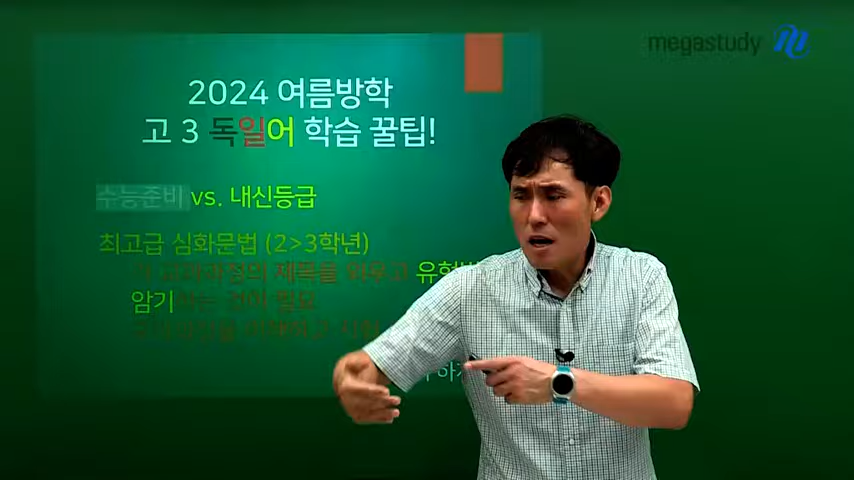 megastudy
2024 여름방학
고 3 독일어 학습 꿀팁!
수능준비 vs. 내신등급
최고급 심화문법 (2>3학년)
각 교과과정의 제목을 외우고
암기하는 것이 필요